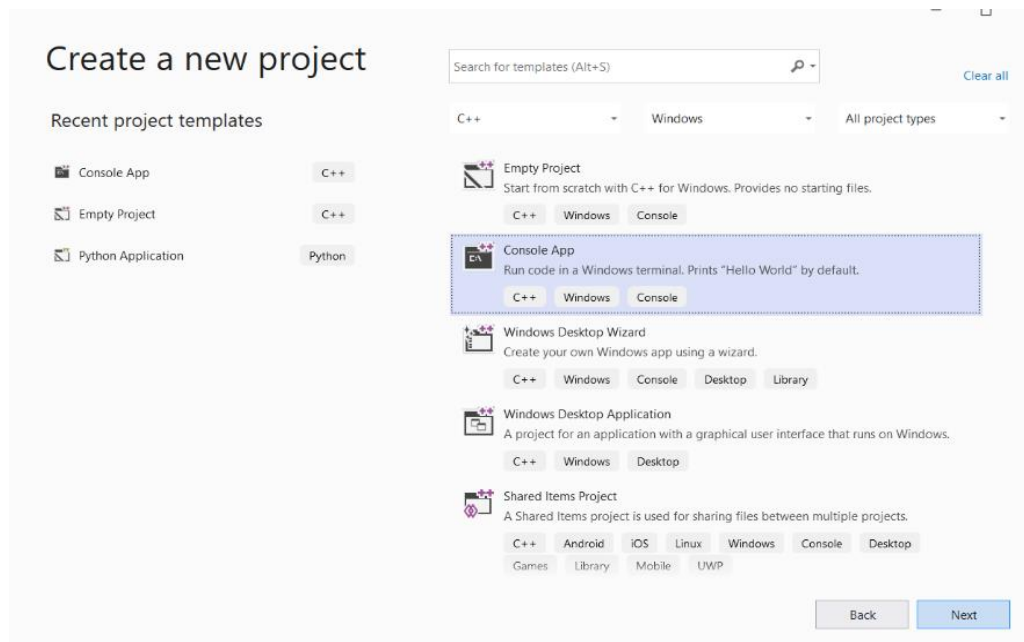 Create a new project
Recent project templates
Console App C++
Empty Project C++
Python Application Python
Search for templates (Alt+S)
Clear all
C++ Windows All project types
Empty Project
Start from scratch with C++ for Windows. Provides no starting files.
C++ Windows Console
Console App
Run code in a Windows terminal. Prints "Hello World" by default.
C++ Windows Console
Windows Desktop Wizard
Create your own Windows app using a wizard.
C++ Windows Console Desktop Library
Windows Desktop Application
A project for an application with a graphical user interface that runs on Windows.
C++ Windows Desktop
Shared Items Project
A Shared Items project is used for sharing files between multiple projects.
C++ Android iOS Linux Windows Console Desktop
Games Library Mobile UWP
Back Next